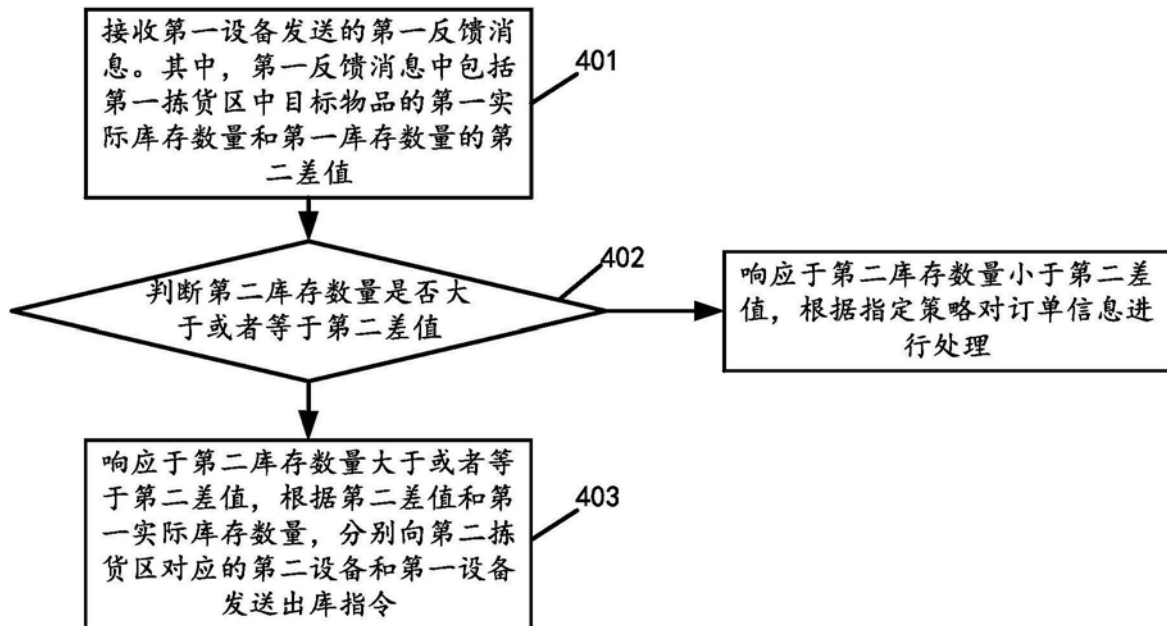 接收第一设备发送的第一反馈消
息。其中，第一反馈消息中包括
第一拣货区中目标物品的第一实
际库存数量和第一库存数量的第
二差值
401
判断第二库存数量是否大
于或者等于第二差值
402
响应于第二库存数量小于第二差
值，根据指定策略对订单信息进
行处理
响应于第二库存数量大于或者等
于第二差值，根据第二差值和第
一实际库存数量，分别向第二拣
货区对应的第二设备和第一设备
发送出库指令
403